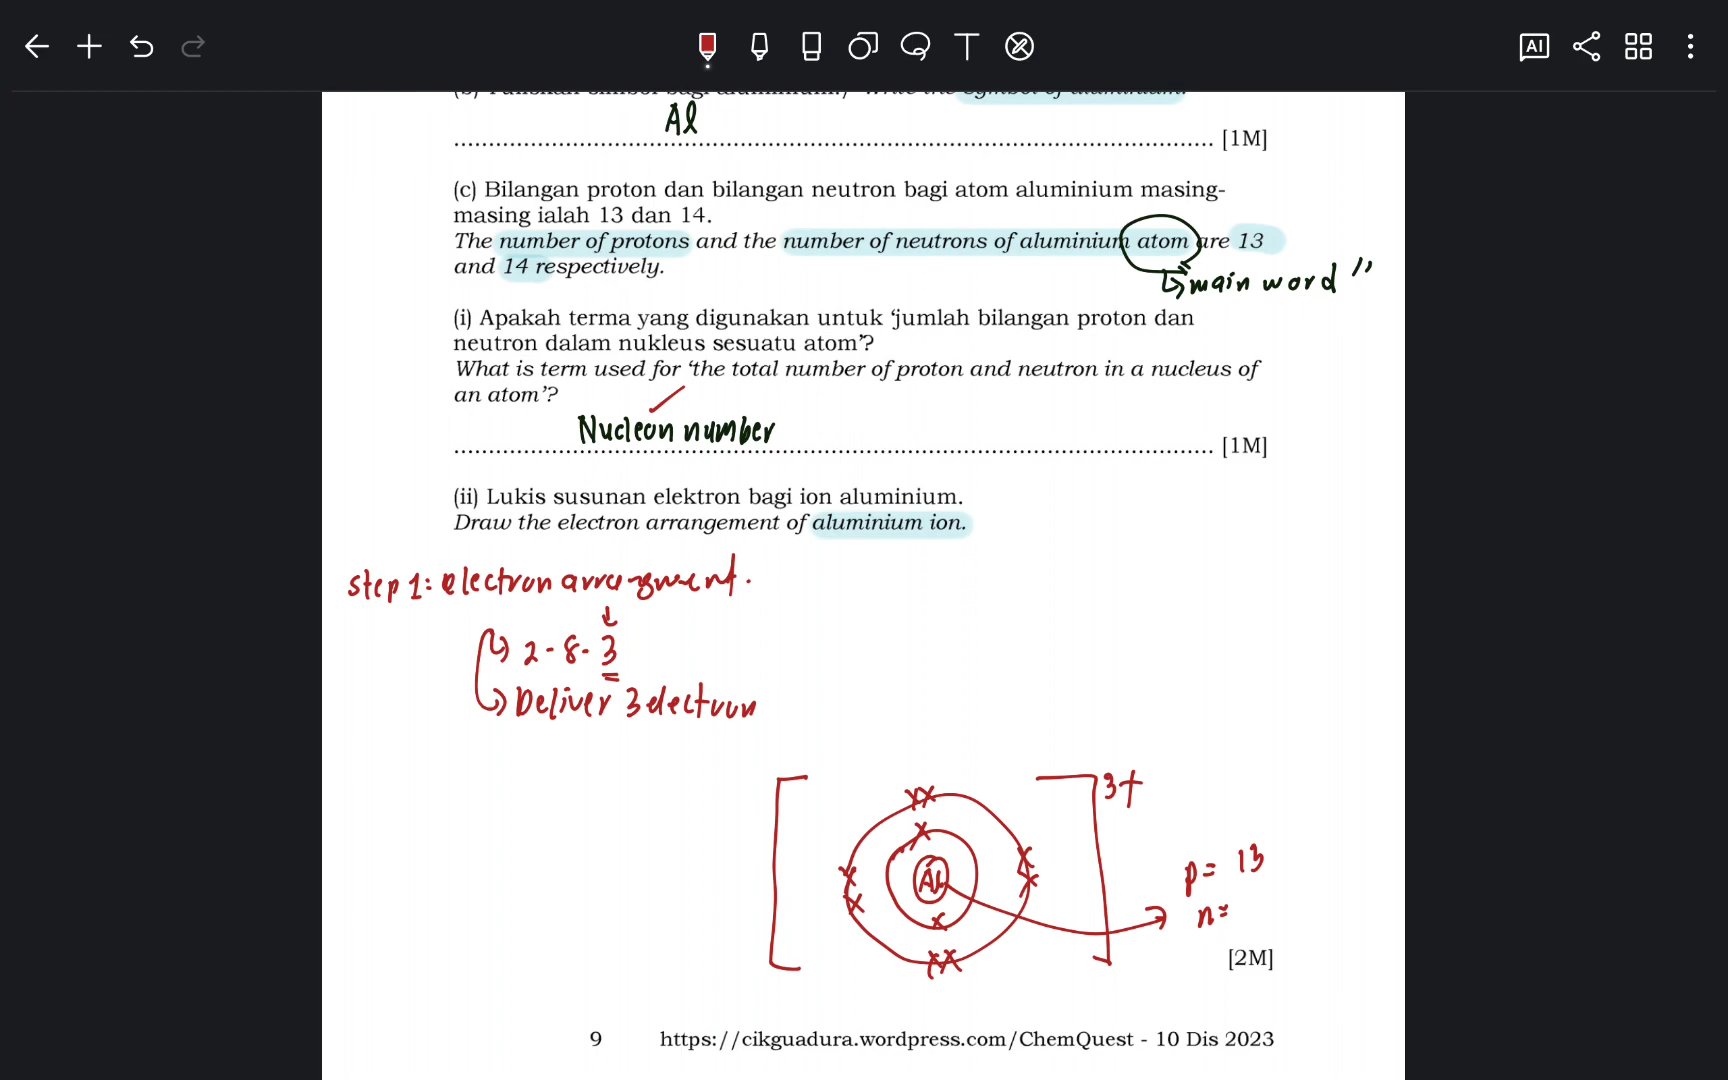 AI
Al
[1M]
(c) Bilangan proton dan bilangan neutron bagi atom aluminium masing-
masing ialah 13 dan 14.
The number of protons and the number of neutrons of aluminium atom are 13
and 14 respectively.
main word "
(i) Apakah terma yang digunakan untuk ‘jumlah bilangan proton dan
neutron dalam nukleus sesuatu atom’?
What is term used for ‘the total number of proton and neutron in a nucleus of
an atom’?
Nucleon number
[1M]
(ii) Lukis susunan elektron bagi ion aluminium.
Draw the electron arrangement of aluminium ion.
step 1: electron arrangment.
2-8-3
Deliver 3 electron
3+
Al
p= 13
n=
[2M]
9 https://cikguadura.wordpress.com/ChemQuest - 10 Dis 2023